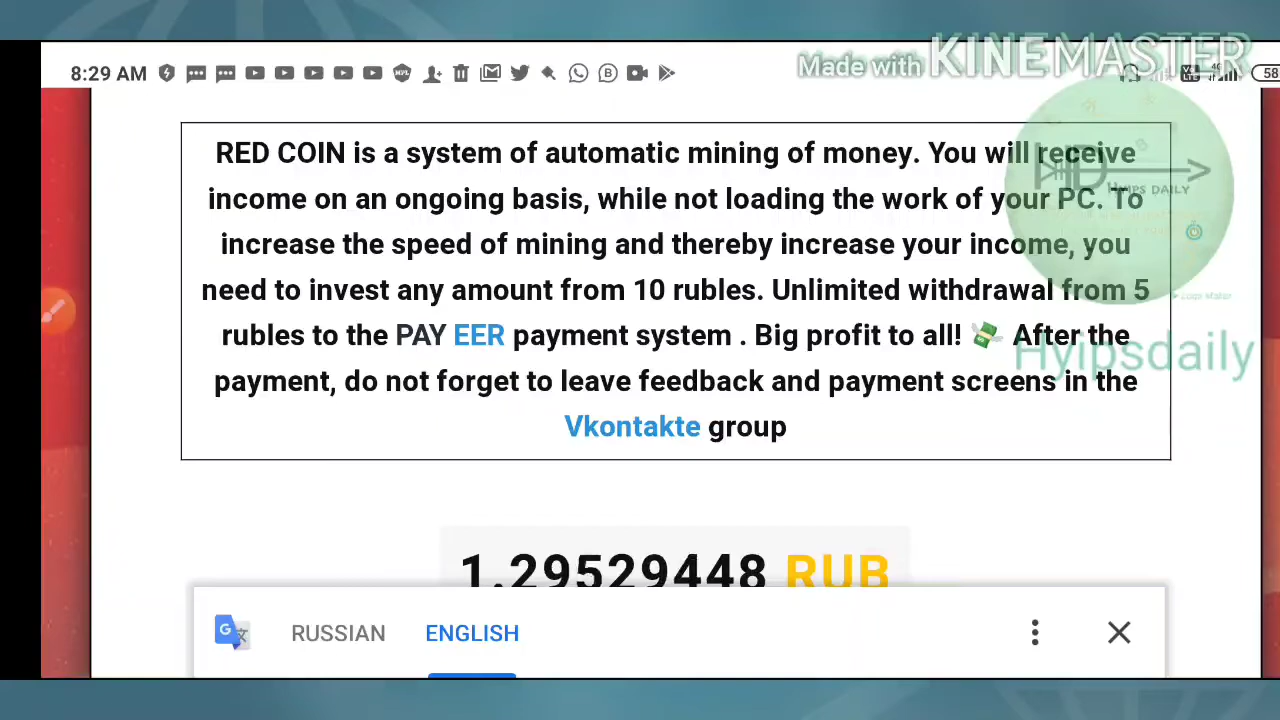 Made with KINEMASTER
8:29 AM
58
RED COIN is a system of automatic mining of money. You will receive
income on an ongoing basis, while not loading the work of your PC. To
increase the speed of mining and thereby increase your income, you
need to invest any amount from 10 rubles. Unlimited withdrawal from 5
rubles to the PAY EER payment system . Big profit to all! 💸 After the
payment, do not forget to leave feedback and payment screens in the
Vkontakte group
HYIPS DAILY
Hyipsdaily
1.29529448 RUB
RUSSIAN
ENGLISH